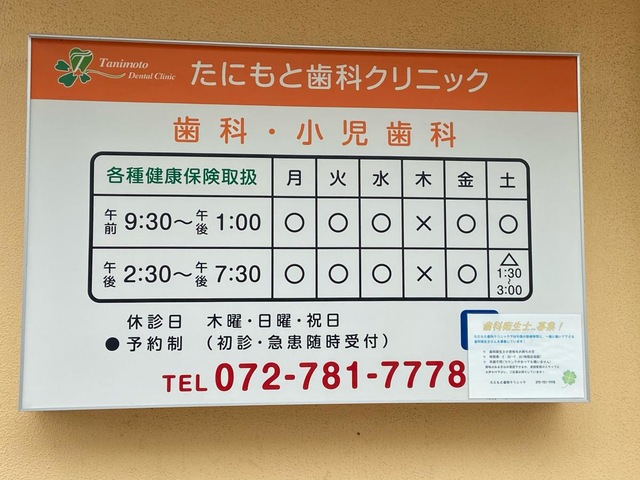 Tanimoto
Dental Clinic
たにもと歯科クリニック
歯科・小児歯科
各種健康保険取扱 月 火 水 木 金 土
午前 9:30〜午後 1:00 ○ ○ ○ × ○ ○
午後 2:30〜午後 7:30 ○ ○ ○ × ○ △ 1:30〜3:00
休診日 木曜・日曜・祝日
●予約制 (初診・急患随時受付)
TEL 072-781-7778
歯科衛生士募集!